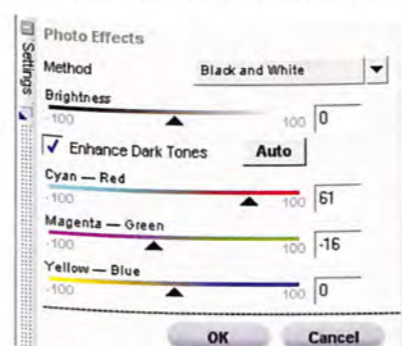 Settings
Photo Effects
Method Black and White
Brightness
-100 100 0
Enhance Dark Tones Auto
Cyan — Red
-100 100 61
Magenta — Green
-100 100 -16
Yellow — Blue
-100 100 0
OK Cancel